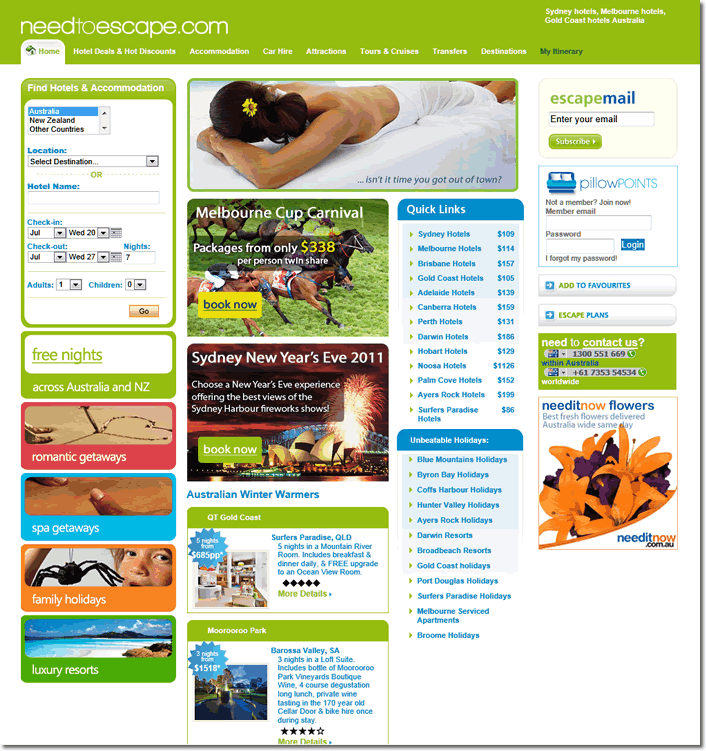 needtoescape.com
Sydney hotels, Melbourne hotels,
Gold Coast hotels Australia
Home
Hotel Deals & Hot Discounts
Accommodation
Car Hire
Attractions
Tours & Cruises
Transfers
Destinations
My Itinerary
Find Hotels & Accommodation
Australia
New Zealand
Other Countries
Location:
Select Destination...
OR
Hotel Name:
Check-in:
Jul Wed 20
Check-out: Nights:
Jul Wed 27 7
Adults: 1 Children: 0
Go
free nights
across Australia and NZ
romantic getaways
spa getaways
family holidays
luxury resorts
... isn't it time you got out of town?
Melbourne Cup Carnival
Packages from only $338
per person twin share
book now
Sydney New Year's Eve 2011
Choose a New Year's Eve experience
offering the best views of the
Sydney Harbour fireworks shows!
book now
Australian Winter Warmers
QT Gold Coast
5 nights
from
$685pp*
Surfers Paradise, QLD
5 nights in a Mountain River
Room. Includes breakfast &
dinner daily, & FREE upgrade
to an Ocean View Room.
More Details
Moorooroo Park
3 nights
from
$1518*
Barossa Valley, SA
3 nights in a Loft Suite.
Includes bottle of Moorooroo
Park Vineyards Boutique
Wine, 4 course degustation
long lunch, private wine
tasting in the 170 year old
Cellar Door & bike hire once
during stay.
More Details
Quick Links
Sydney Hotels $109
Melbourne Hotels $114
Brisbane Hotels $157
Gold Coast Hotels $105
Adelaide Hotels $139
Canberra Hotels $159
Perth Hotels $131
Darwin Hotels $186
Hobart Hotels $129
Noosa Hotels $1126
Palm Cove Hotels $152
Ayers Rock Hotels $199
Surfers Paradise $86
Hotels
Unbeatable Holidays:
Blue Mountains Holidays
Byron Bay Holidays
Coffs Harbour Holidays
Hunter Valley Holidays
Ayers Rock Holidays
Darwin Resorts
Broadbeach Resorts
Gold Coast holidays
Port Douglas Holidays
Surfers Paradise Holidays
Melbourne Serviced
Apartments
Broome Holidays
escapemail
Enter your email
Subscribe
pillowPOINTS
Not a member? Join now!
Member email
Password
Login
I forgot my password!
ADD TO FAVOURITES
ESCAPE PLANS
need to contact us?
1300 551 669
within Australia
+61 7353 54534
worldwide
needitnow flowers
Best fresh flowers delivered
Australia wide same day
needitnow
.com.au